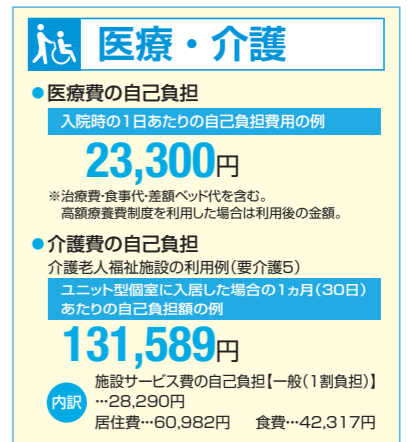 医療・介護
●医療費の自己負担
入院時の1日あたりの自己負担費用の例
23,300円
※治療費・食事代・差額ベッド代を含む。
高額療養費制度を利用した場合は利用後の金額。
●介護費の自己負担
介護老人福祉施設の利用例(要介護5)
ユニット型個室に入居した場合の1ヵ月(30日)
あたりの自己負担額の例
131,589円
内訳
施設サービス費の自己負担【一般(1割負担)】
…28,290円
居住費…60,982円 食費…42,317円